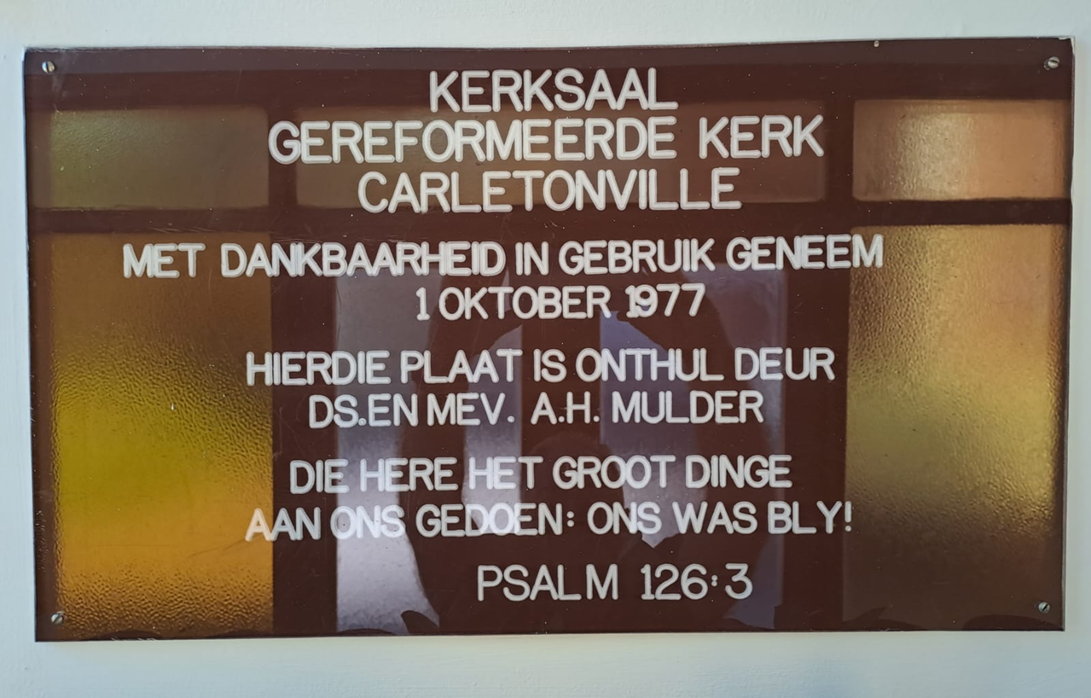 KERKSAAL
GEREFORMEERDE KERK
CARLETONVILLE
MET DANKBAARHEID IN GEBRUIK GENEEM
1 OKTOBER 1977
HIERDIE PLAAT IS ONTHUL DEUR
DS.EN MEV. A.H. MULDER
DIE HERE HET GROOT DINGE
AAN ONS GEDOEN: ONS WAS BLY!
PSALM 126:3